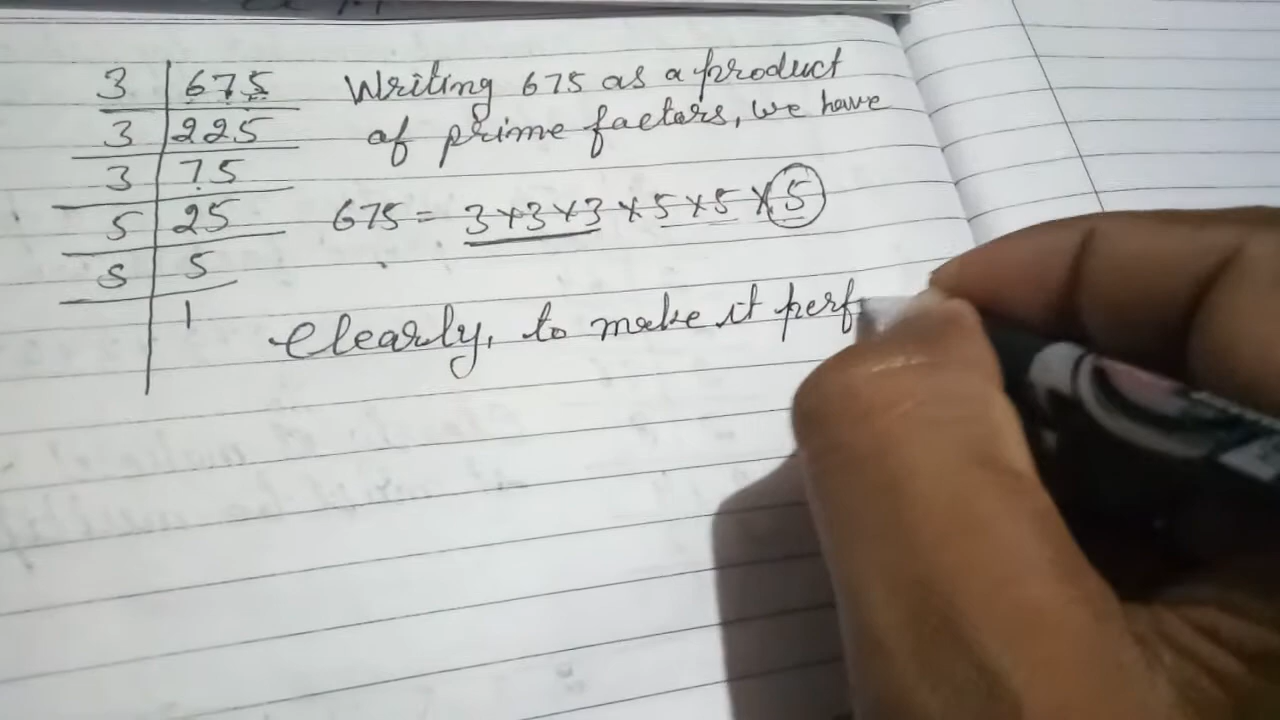 3 | 675
3 | 225
3 | 75
5 | 25
5 | 5
1
Writing 675 as a product
of prime factors, we have
675 = 3 x 3 x 3 x 5 x 5 x 5
Clearly, to make it perf